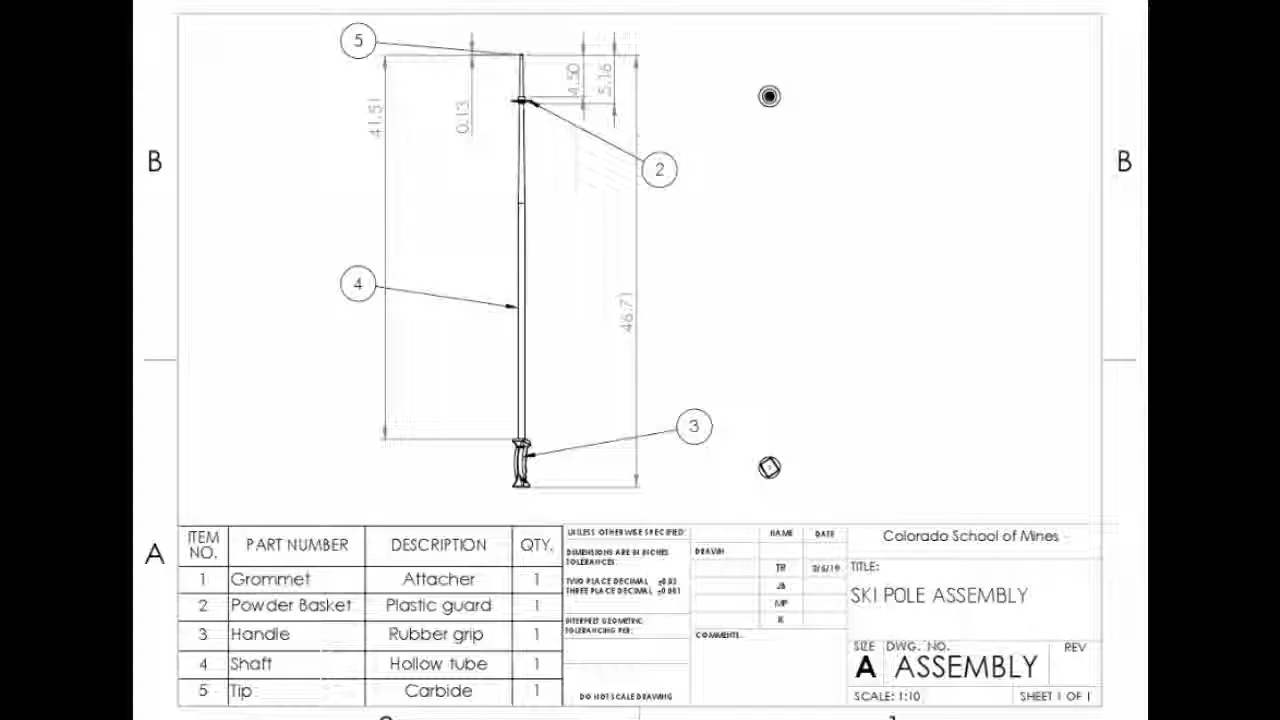 5
41.51
0.13
4.50
5.16
B
2
B
4
46.71
3
A
ITEM NO. PART NUMBER DESCRIPTION QTY.
1 Grommet Attacher 1
2 Powder Basket Plastic guard 1
3 Handle Rubber grip 1
4 Shaft Hollow tube 1
5 Tip Carbide 1
UNLESS OTHERWISE SPECIFIED:
DIMENSIONS ARE IN INCHES
TOLERANCES:
TWO PLACE DECIMAL
THREE PLACE DECIMAL
INTERPRET GEOMETRIC
TOLERANCING PER:
DO NOT SCALE DRAWING
NAME DATE
DRAWN
TR
JB
MP
COMMENTS:
Colorado School of Mines
TITLE:
SKI POLE ASSEMBLY
SIZE DWG. NO. REV
A ASSEMBLY
SCALE: 1:10 SHEET 1 OF 1